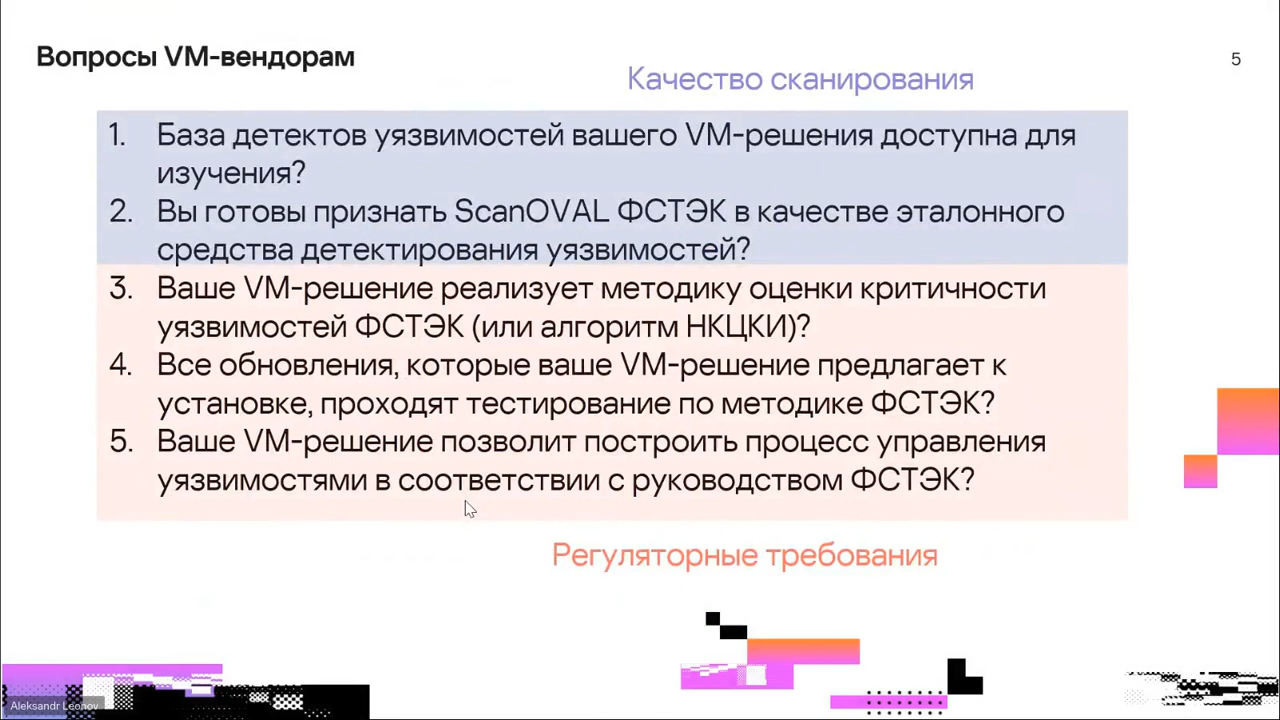 Вопросы VM-вендорам
5
Качество сканирования
1. База детектов уязвимостей вашего VM-решения доступна для
изучения?
2. Вы готовы признать ScanOVAL ФСТЭК в качестве эталонного
средства детектирования уязвимостей?
3. Ваше VM-решение реализует методику оценки критичности
уязвимостей ФСТЭК (или алгоритм НКЦКИ)?
4. Все обновления, которые ваше VM-решение предлагает к
установке, проходят тестирование по методике ФСТЭК?
5. Ваше VM-решение позволит построить процесс управления
уязвимостями в соответствии с руководством ФСТЭК?
Регуляторные требования
Aleksandr Leonov